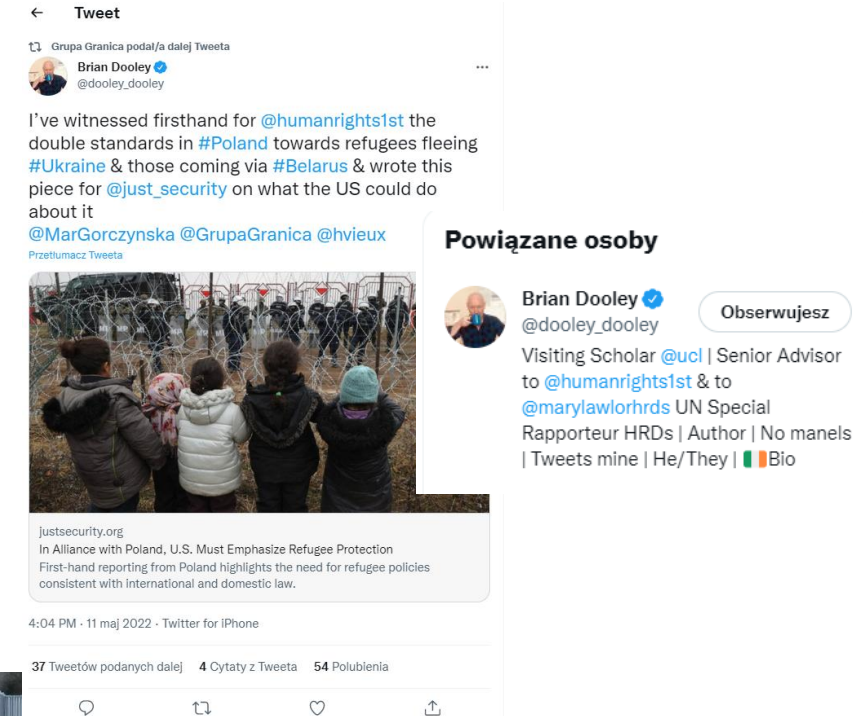 Tweet
Grupa Granica podał/a dalej Tweeta
Brian Dooley
@dooley_dooley
I've witnessed firsthand for @humanrights1st the
double standards in #Poland towards refugees fleeing
#Ukraine & those coming via #Belarus & wrote this
piece for @just_security on what the US could do
about it
@MarGorczynska @GrupaGranica @hvieux
Przetłumacz Tweeta
justsecurity.org
In Alliance with Poland, U.S. Must Emphasize Refugee Protection
First-hand reporting from Poland highlights the need for refugee policies
consistent with international and domestic law.
4:04 PM · 11 maj 2022 · Twitter for iPhone
37 Tweetów podanych dalej 4 Cytaty z Tweeta 54 Polubienia
Powiązane osoby
Brian Dooley
@dooley_dooley
Obserwujesz
Visiting Scholar @ucl | Senior Advisor
to @humanrights1st & to
@marylawlorhrds UN Special
Rapporteur HRDs | Author | No manels
| Tweets mine | He/They | 🇮🇪Bio